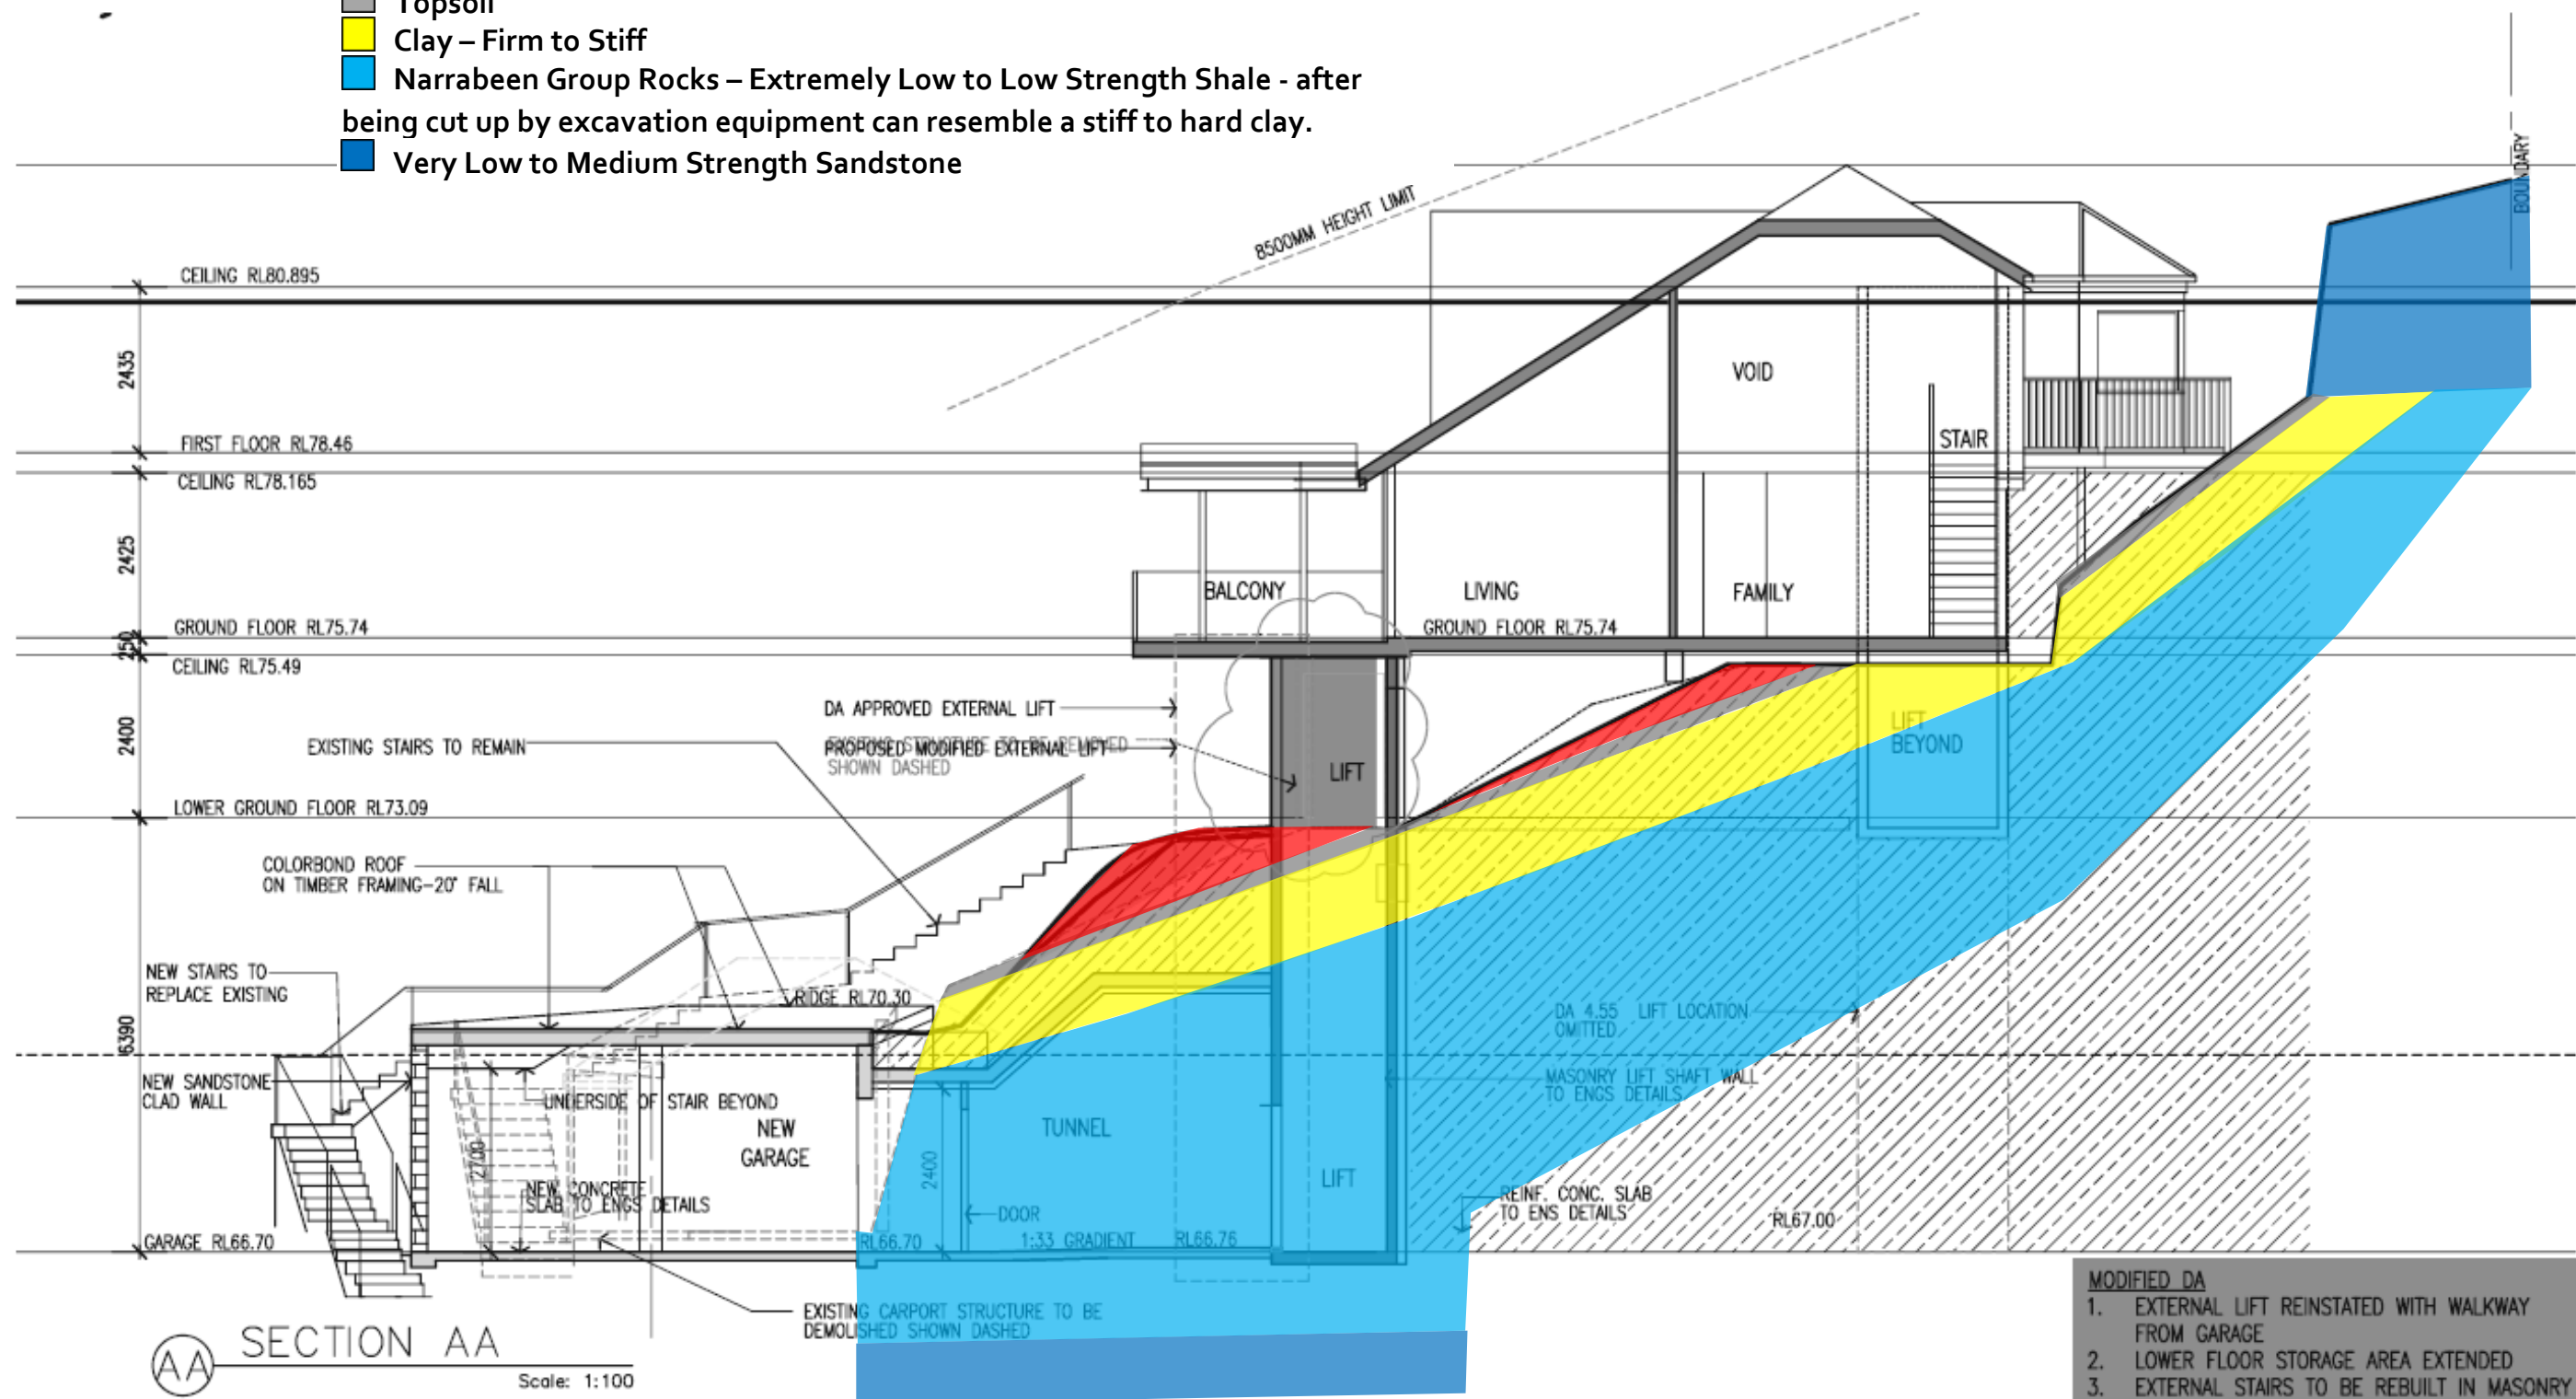 Topsoil
Clay – Firm to Stiff
Narrabeen Group Rocks – Extremely Low to Low Strength Shale - after
being cut up by excavation equipment can resemble a stiff to hard clay.
Very Low to Medium Strength Sandstone
BOUNDARY
8500MM HEIGHT LIMIT
CEILING RL80.895
2435
VOID
FIRST FLOOR RL78.46
STAIR
CEILING RL78.165
2425
BALCONY
LIVING
FAMILY
GROUND FLOOR RL75.74
GROUND FLOOR RL75.74
250
CEILING RL75.49
2400
DA APPROVED EXTERNAL LIFT
EXISTING STAIRS TO REMAIN
PROPOSED MODIFIED EXTERNAL LIFT
EXISTING STRUCTURE TO BE REMOVED
SHOWN DASHED
LIFT
LIFT
BEYOND
LOWER GROUND FLOOR RL73.09
COLORBOND ROOF
ON TIMBER FRAMING-20° FALL
NEW STAIRS TO
REPLACE EXISTING
RIDGE RL70.30
6390
DA 4.55 LIFT LOCATION
OMITTED
NEW SANDSTONE
CLAD WALL
UNDERSIDE OF STAIR BEYOND
MASONRY LIFT SHAFT WALL
TO ENGS DETAILS
NEW
GARAGE
TUNNEL
2700
2400
LIFT
NEW CONCRETE
SLAB TO ENGS DETAILS
REINF. CONC. SLAB
TO ENS DETAILS
DOOR
RL67.00
GARAGE RL66.70
RL66.70
1:33 GRADIENT
RL66.76
EXISTING CARPORT STRUCTURE TO BE
DEMOLISHED SHOWN DASHED
AA
SECTION AA
Scale: 1:100
MODIFIED DA
1. EXTERNAL LIFT REINSTATED WITH WALKWAY
FROM GARAGE
2. LOWER FLOOR STORAGE AREA EXTENDED
3. EXTERNAL STAIRS TO BE REBUILT IN MASONRY